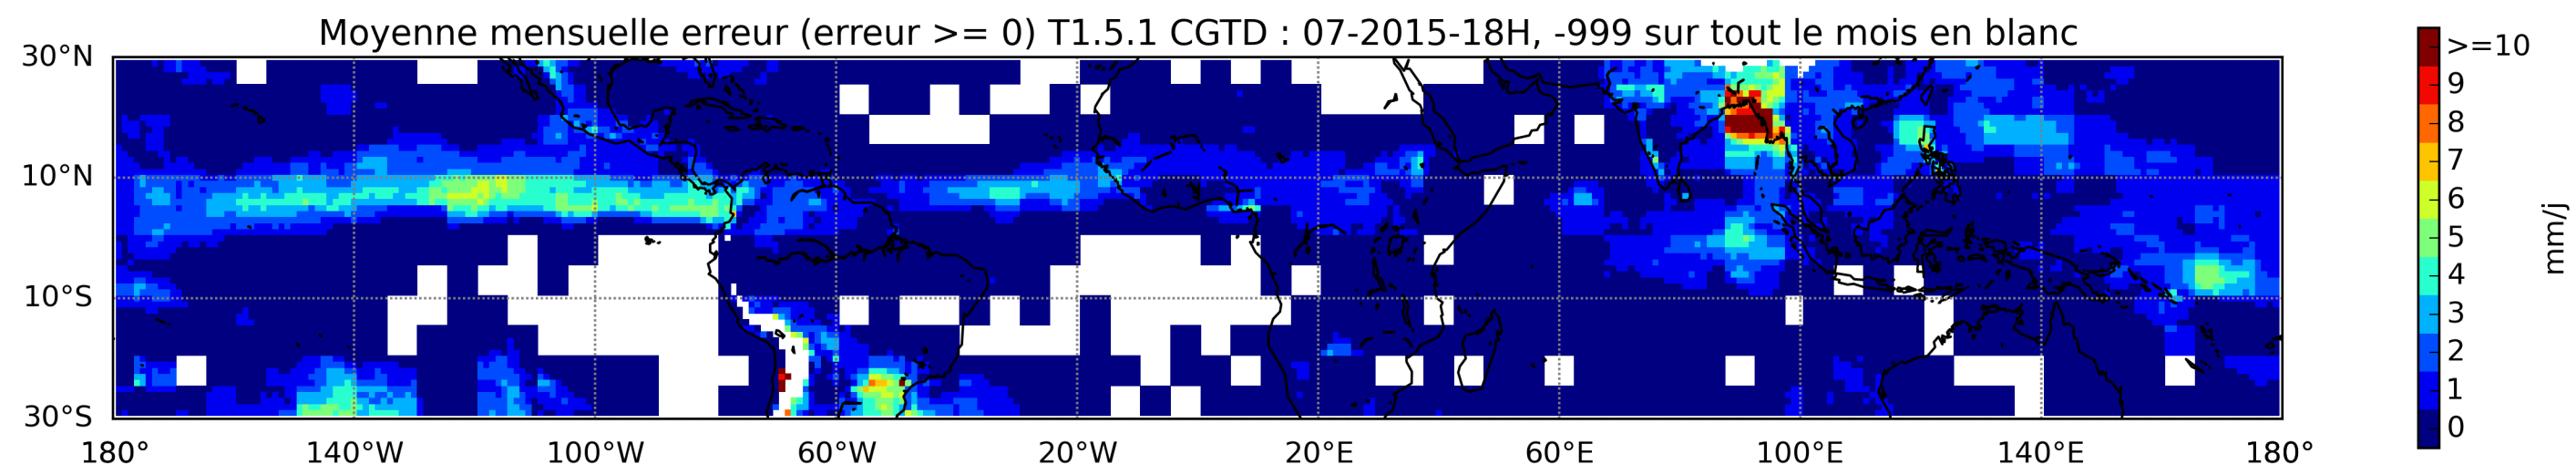 Moyenne mensuelle erreur (erreur >= 0) T1.5.1 CGTD : 07-2015-18H, -999 sur tout le mois en blanc
30°N
10°N
10°S
30°S
180° 140°W 100°W 60°W 20°W 20°E 60°E 100°E 140°E 180°
>=10
9
8
7
6
5
4
3
2
1
0
mm/j